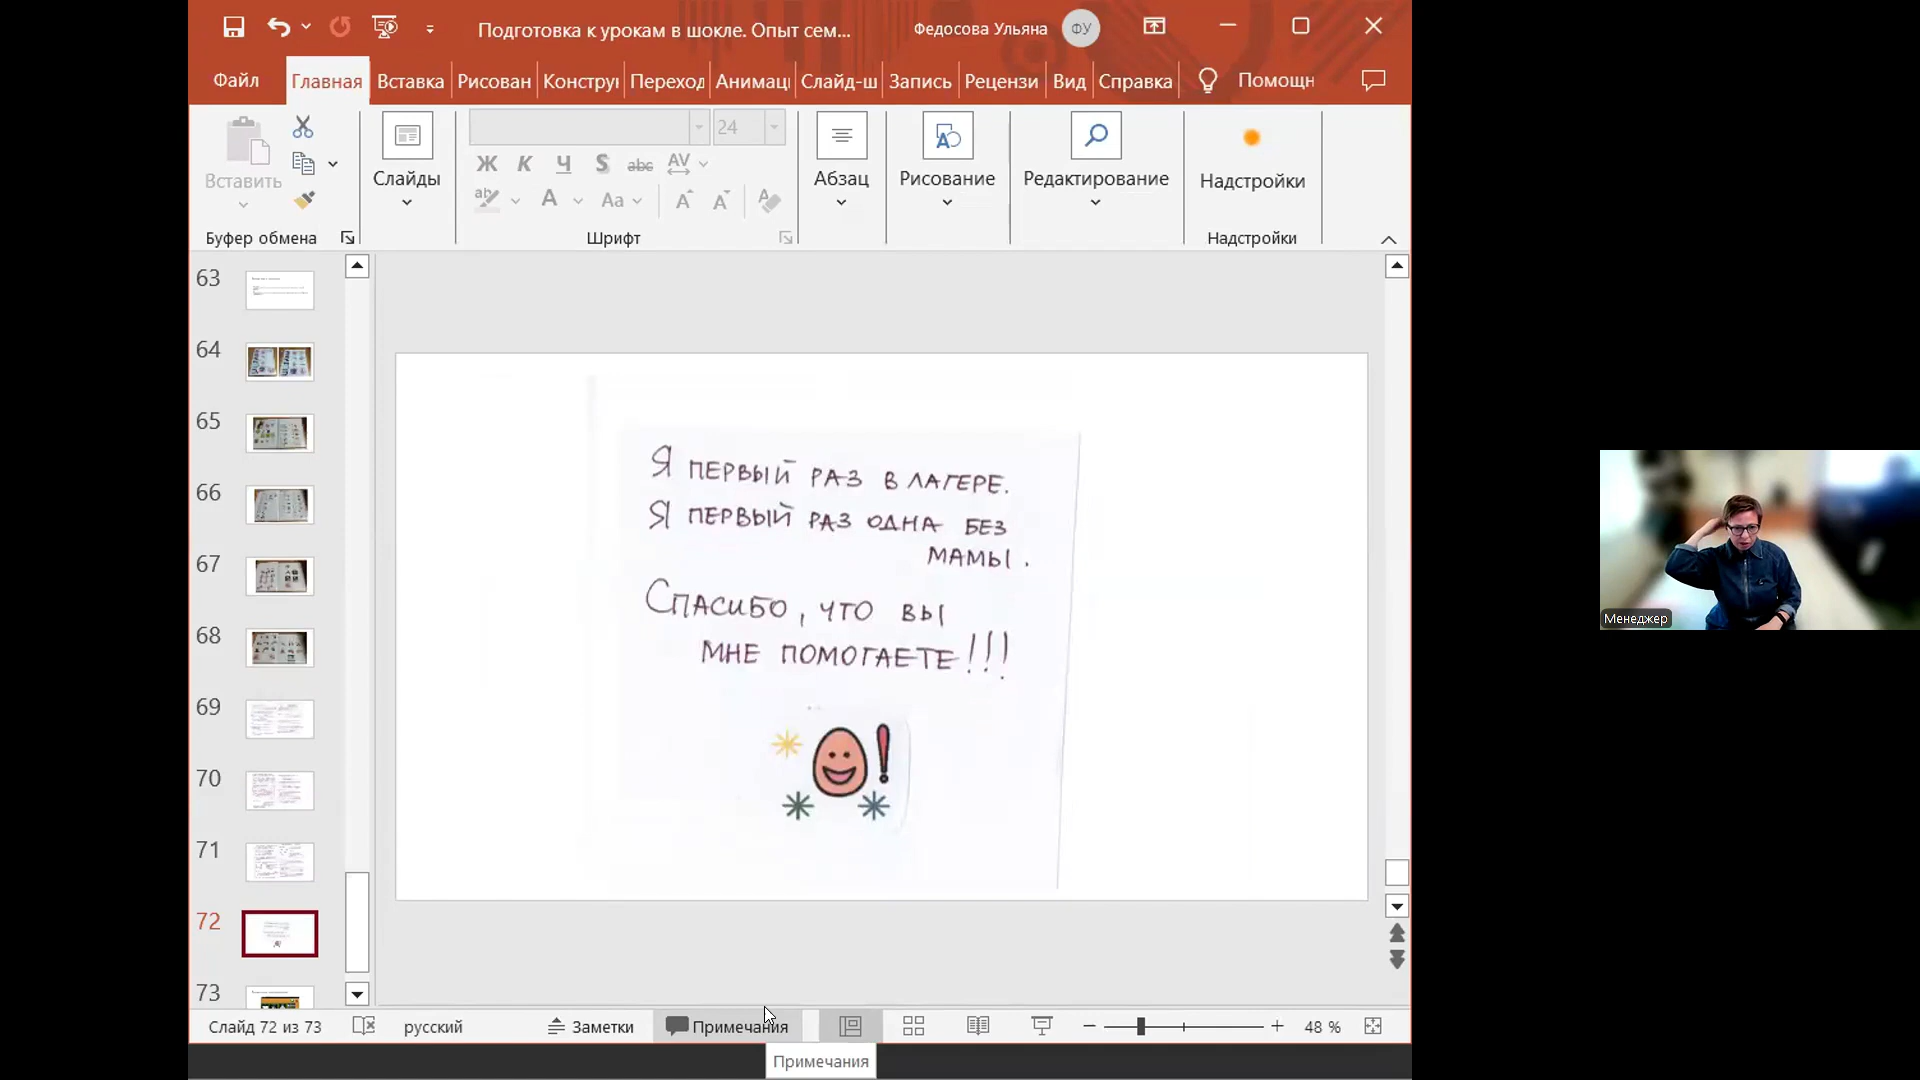 Подготовка к урокам в шокле. Опыт сем...
Федосова Ульяна
ФУ
Файл
Главная
Вставка
Рисован
Констру
Переход
Анимац
Слайд-ш
Запись
Рецензи
Вид
Справка
Помощн
Вставить
Буфер обмена
Слайды
24
Ж К Ч S abc AV
ab A Aa A A A
Шрифт
Абзац
Рисование
Редактирование
Надстройки
Надстройки
63
64
65
66
67
68
69
70
71
72
73
Я ПЕРВЫЙ РАЗ В ЛАГЕРЕ.
Я ПЕРВЫЙ РАЗ ОДНА БЕЗ
МАМЫ.
СПАСИБО, ЧТО ВЫ
МНЕ ПОМОГАЕТЕ!!!
Менеджер
Слайд 72 из 73
русский
Заметки
Примечания
48 %
Примечания